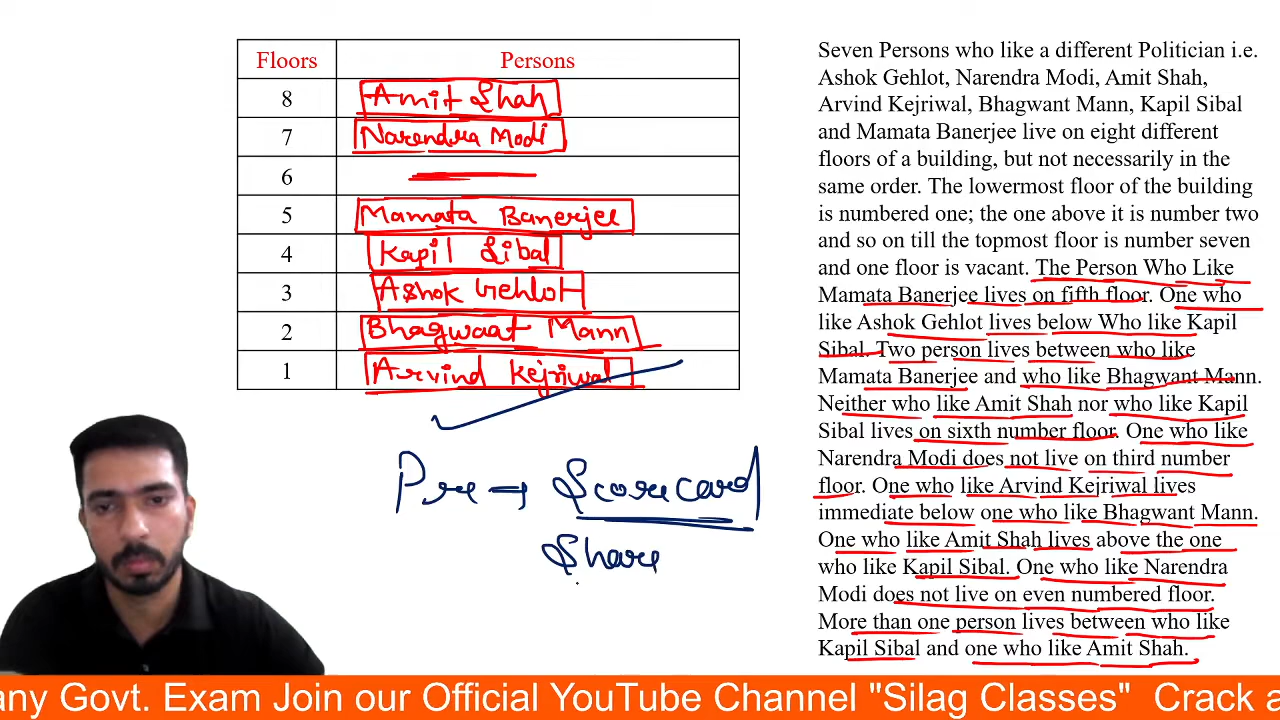 Floors Persons
8 Amit Shah
7 Narendra Modi
6
5 Mamata Banerjee
4 Kapil Sibal
3 Ashok Gehlot
2 Bhagwaat Mann
1 Arvind Kejriwal
Pre → Scorecard
Share
Seven Persons who like a different Politician i.e.
Ashok Gehlot, Narendra Modi, Amit Shah,
Arvind Kejriwal, Bhagwant Mann, Kapil Sibal
and Mamata Banerjee live on eight different
floors of a building, but not necessarily in the
same order. The lowermost floor of the building
is numbered one; the one above it is number two
and so on till the topmost floor is number seven
and one floor is vacant. The Person Who Like
Mamata Banerjee lives on fifth floor. One who
like Ashok Gehlot lives below Who like Kapil
Sibal. Two person lives between who like
Mamata Banerjee and who like Bhagwant Mann.
Neither who like Amit Shah nor who like Kapil
Sibal lives on sixth number floor. One who like
Narendra Modi does not live on third number
floor. One who like Arvind Kejriwal lives
immediate below one who like Bhagwant Mann.
One who like Amit Shah lives above the one
who like Kapil Sibal. One who like Narendra
Modi does not live on even numbered floor.
More than one person lives between who like
Kapil Sibal and one who like Amit Shah.
any Govt. Exam Join our Official YouTube Channel "Silag Classes" Crack a